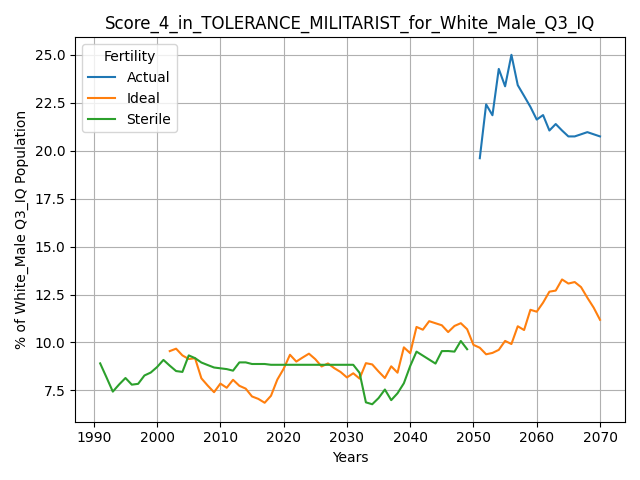 Score_4_in_TOLERANCE_MILITARIST_for_White_Male_Q3_IQ
Fertility
Actual
Ideal
Sterile
% of White_Male Q3_IQ Population
25.0
22.5
20.0
17.5
15.0
12.5
10.0
7.5
1990 2000 2010 2020 2030 2040 2050 2060 2070
Years